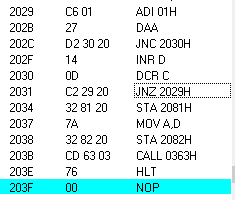 2029 C6 01 ADI 01H
202B 27 DAA
202C D2 30 20 JNC 2030H
202F 14 INR D
2030 0D DCR C
2031 C2 29 20 JNZ 2029H
2034 32 81 20 STA 2081H
2037 7A MOV A,D
2038 32 82 20 STA 2082H
203B CD 63 03 CALL 0363H
203E 76 HLT
203F 00 NOP